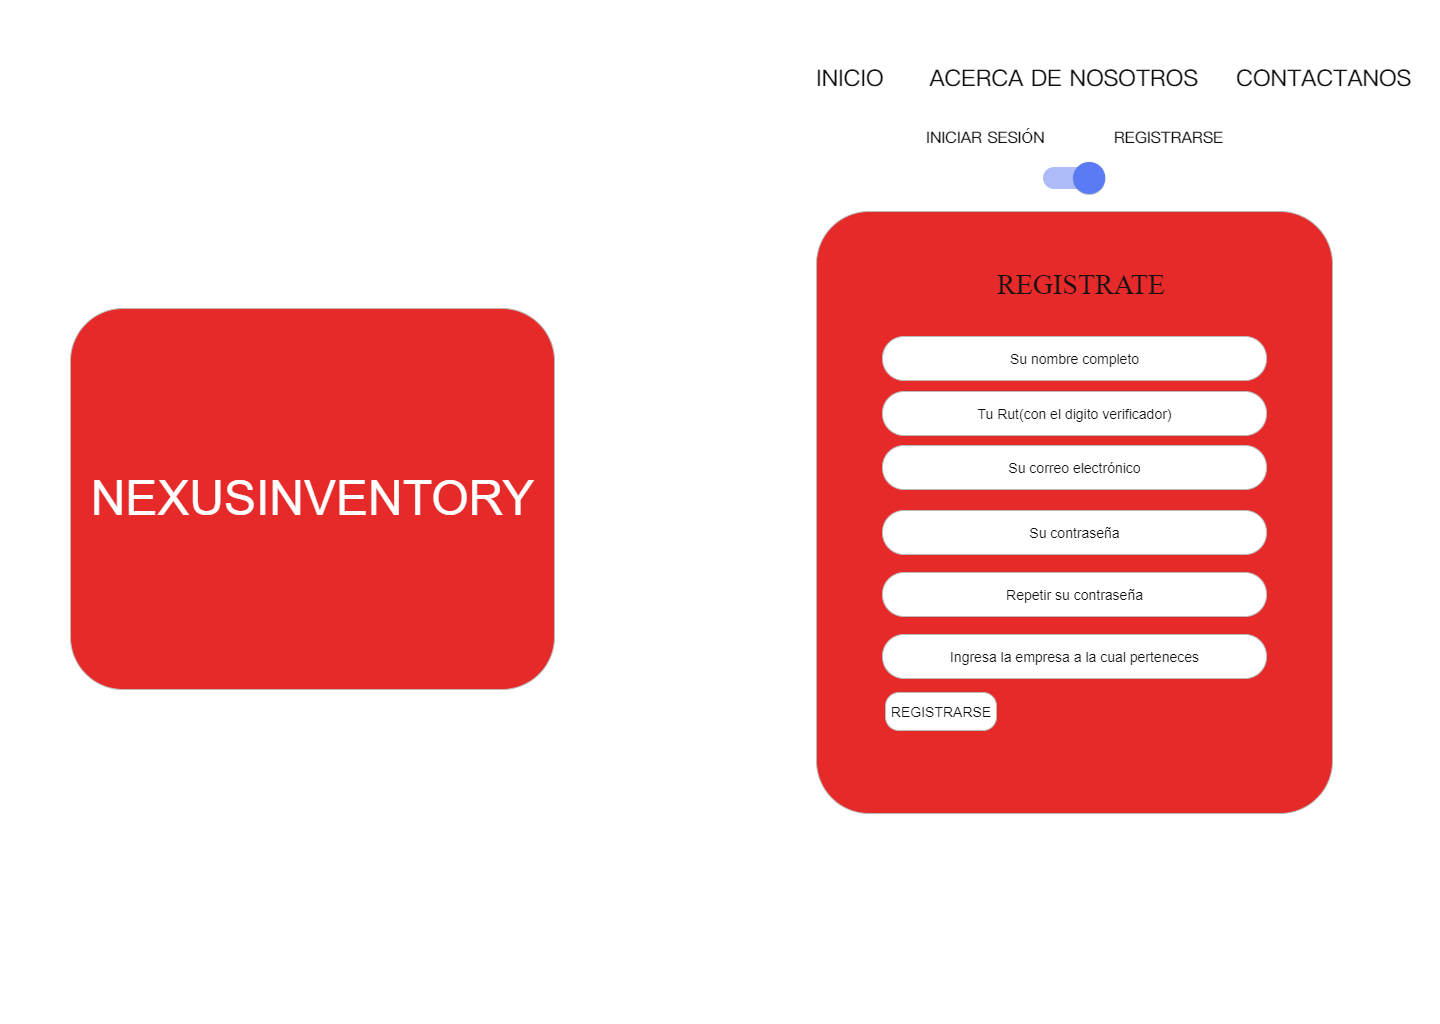 INICIO ACERCA DE NOSOTROS CONTACTANOS
INICIAR SESIÓN REGISTRARSE
NEXUSINVENTORY
REGISTRATE
Su nombre completo
Tu Rut(con el digito verificador)
Su correo electrónico
Su contraseña
Repetir su contraseña
Ingresa la empresa a la cual perteneces
REGISTRARSE